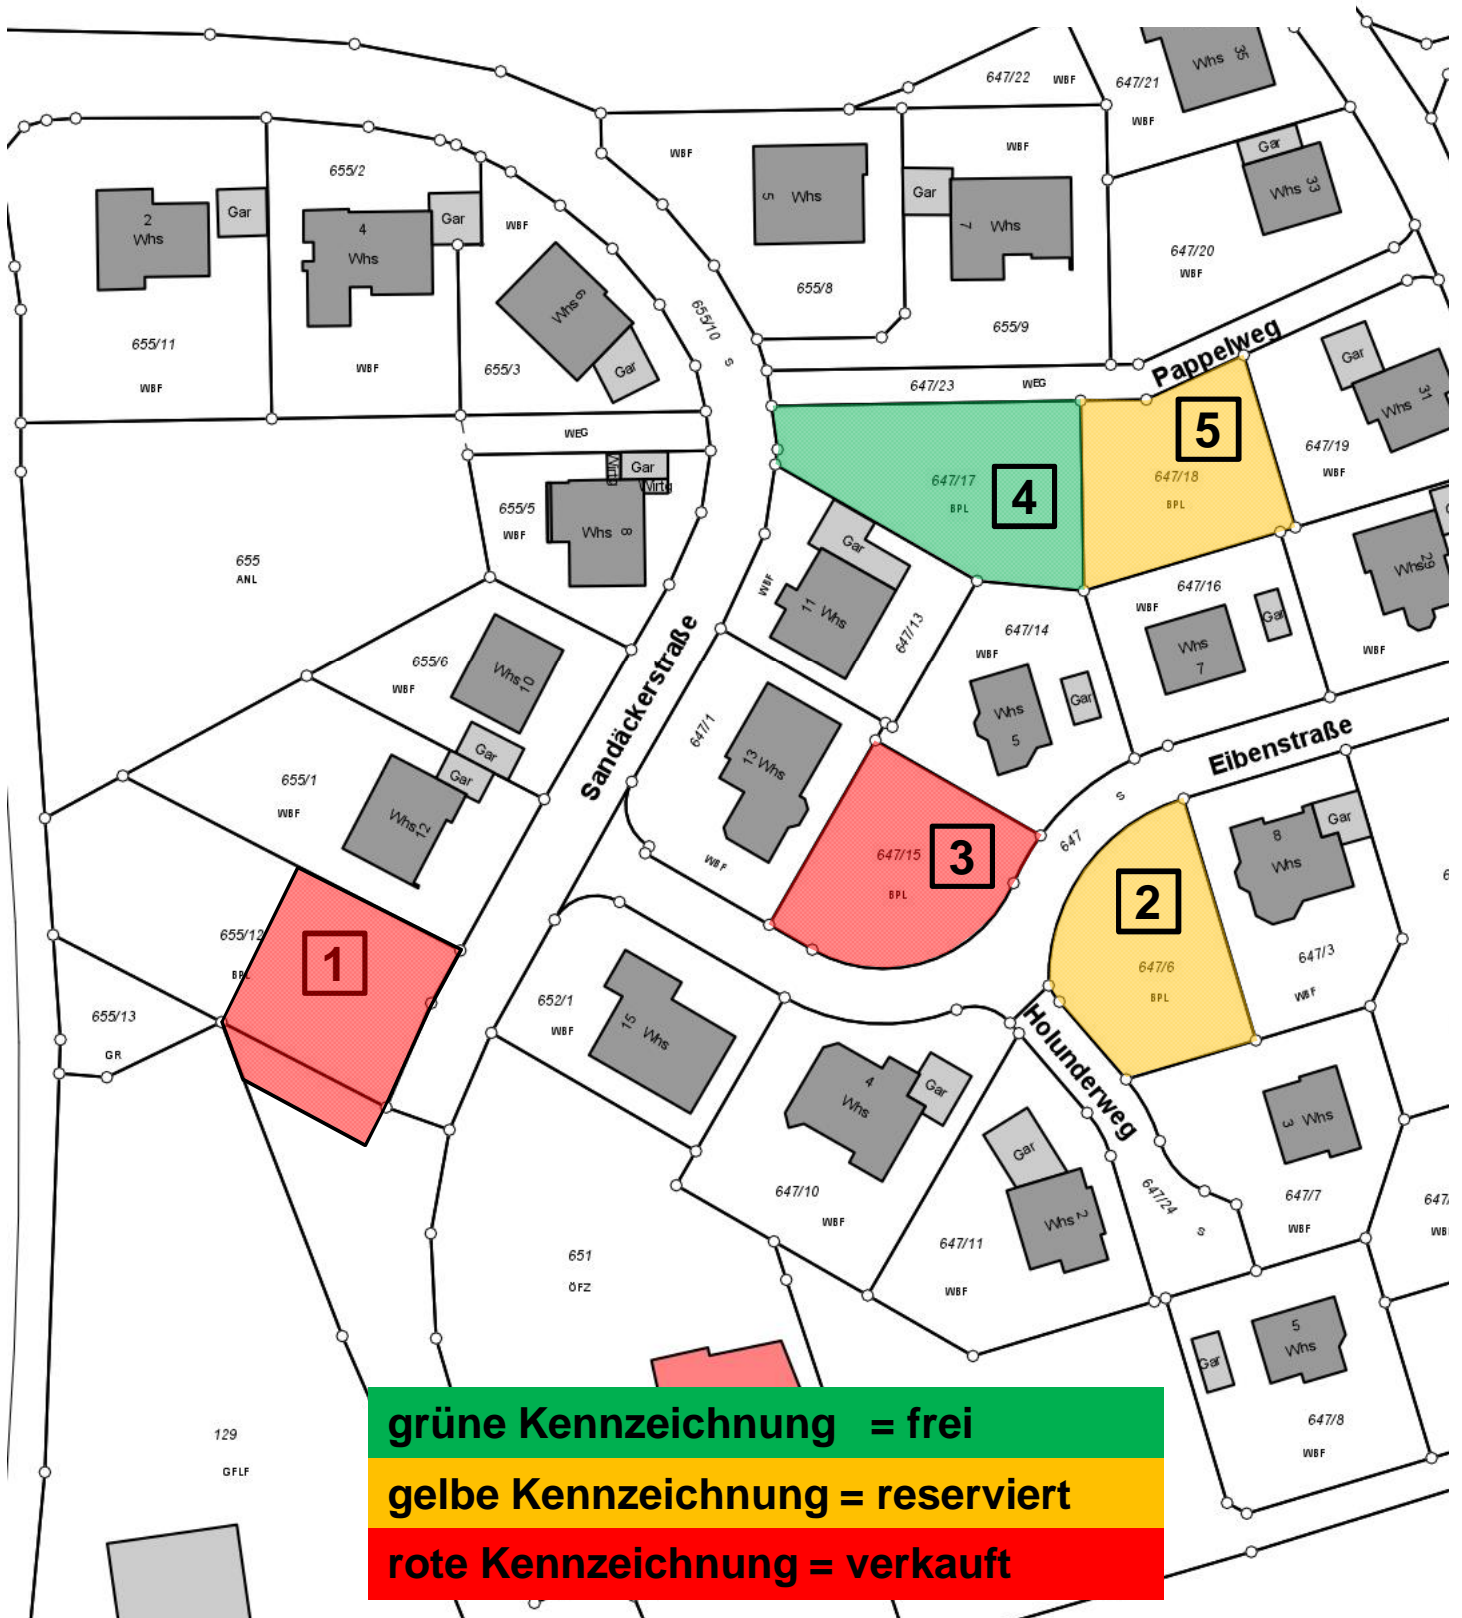 647/22 WBF
647/21
WBF
Whs 35
WBF
WBF
655/2
Gar
Whs 33
2
Whs
Gar
4
Whs
Gar
WBF
5 Whs
Gar
7 Whs
647/20
WBF
655/11
WBF
WBF
655/3
Whs 6
Gar
655/10
S
655/8
655/9
Pappelweg
Gar
Whs 31
647/23 WEG
WEG
5
647/19
WBF
647/18
BPL
4
647/17
BPL
Wirtg
Gar
Wirtg
655/5
WBF
Whs 8
655
ANL
Gar
11 Whs
WBF
647/13
647/14
WBF
647/16
WBF
Gar
Whs
7
Whs 29
WBF
655/6
WBF
Whs 10
Sandäckerstraße
647/1
13 Whs
WBF
Whs
5
Gar
Eibenstraße
Gar
Gar
655/1
WBF
Whs 12
S
647
3
647/15
BPL
2
647/6
BPL
8
Whs
Gar
647/3
WBF
655/12
BPL
1
655/13
GR
652/1
WBF
15 Whs
Holunderweg
4
Whs
Gar
3 Whs
Gar
Whs 2
647/10
WBF
647/11
WBF
647/24
S
647/7
WBF
647/
WB
651
ÖFZ
5
Whs
Gar
647/8
WBF
129
GFLF
grüne Kennzeichnung = frei
gelbe Kennzeichnung = reserviert
rote Kennzeichnung = verkauft